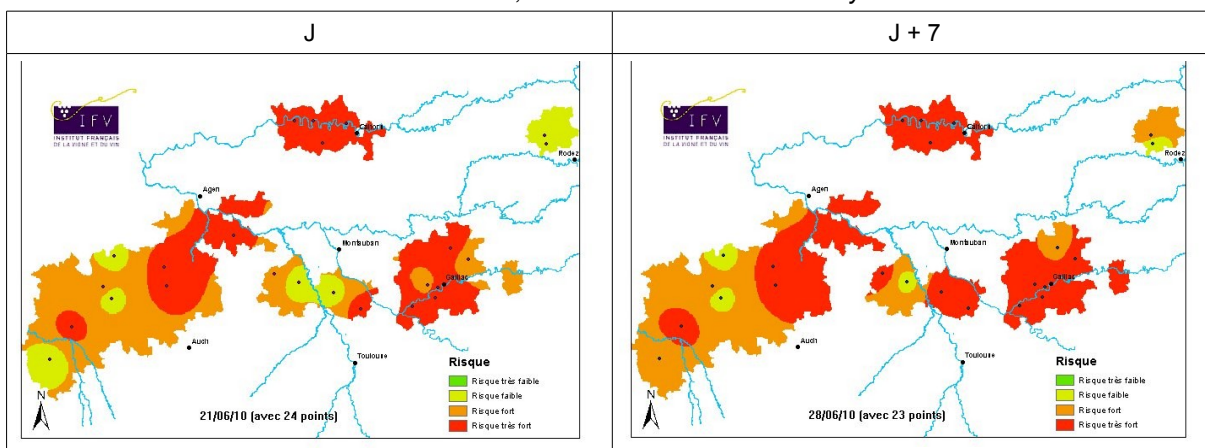 J
J + 7
IFV
INSTITUT FRANÇAIS
DE LA VIGNE ET DU VIN
Cahors
Rodez
Agen
Montauban
Gaillac
Auch
Toulouse
N
21/06/10 (avec 24 points)
Risque
Risque très faible
Risque faible
Risque fort
Risque très fort
IFV
INSTITUT FRANÇAIS
DE LA VIGNE ET DU VIN
Cahors
Rodez
Agen
Montauban
Gaillac
Auch
Toulouse
N
28/06/10 (avec 23 points)
Risque
Risque très faible
Risque faible
Risque fort
Risque très fort